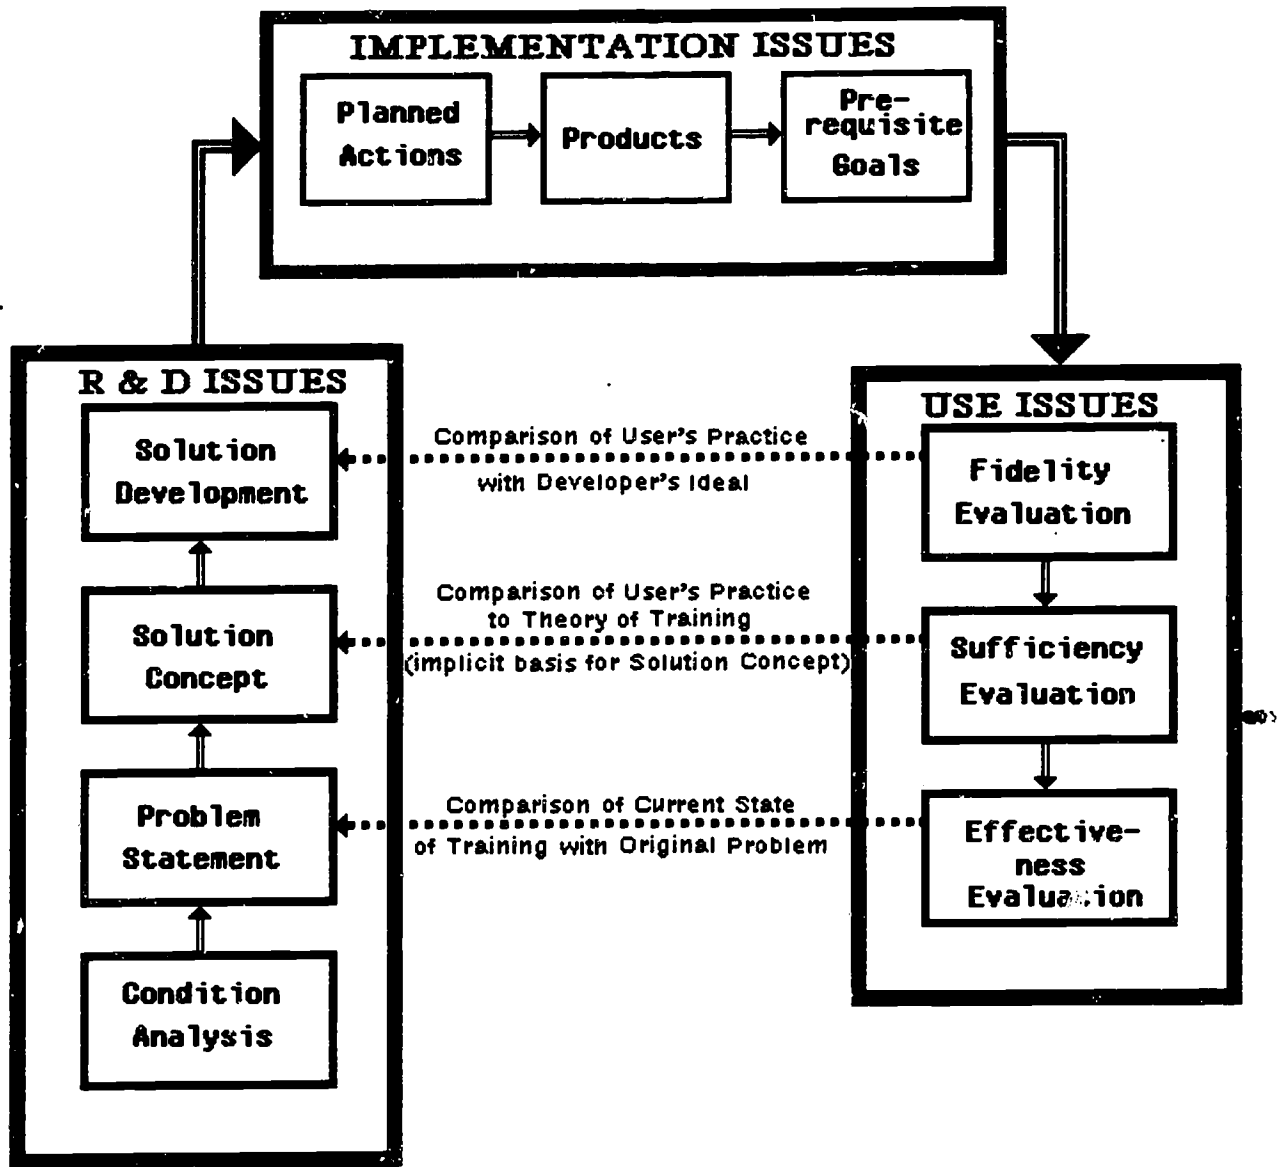 IMPLEMENTATION ISSUES
Planned
Actions
Products
Pre-
requisite
Goals
R & D ISSUES
Solution
Development
Solution
Concept
Problem
Statement
Condition
Analysis
Comparison of User's Practice
with Developer's Ideal
Comparison of User's Practice
to Theory of Training
(implicit basis for Solution Concept)
Comparison of Current State
of Training with Original Problem
USE ISSUES
Fidelity
Evaluation
Sufficiency
Evaluation
Effective-
ness
Evaluation